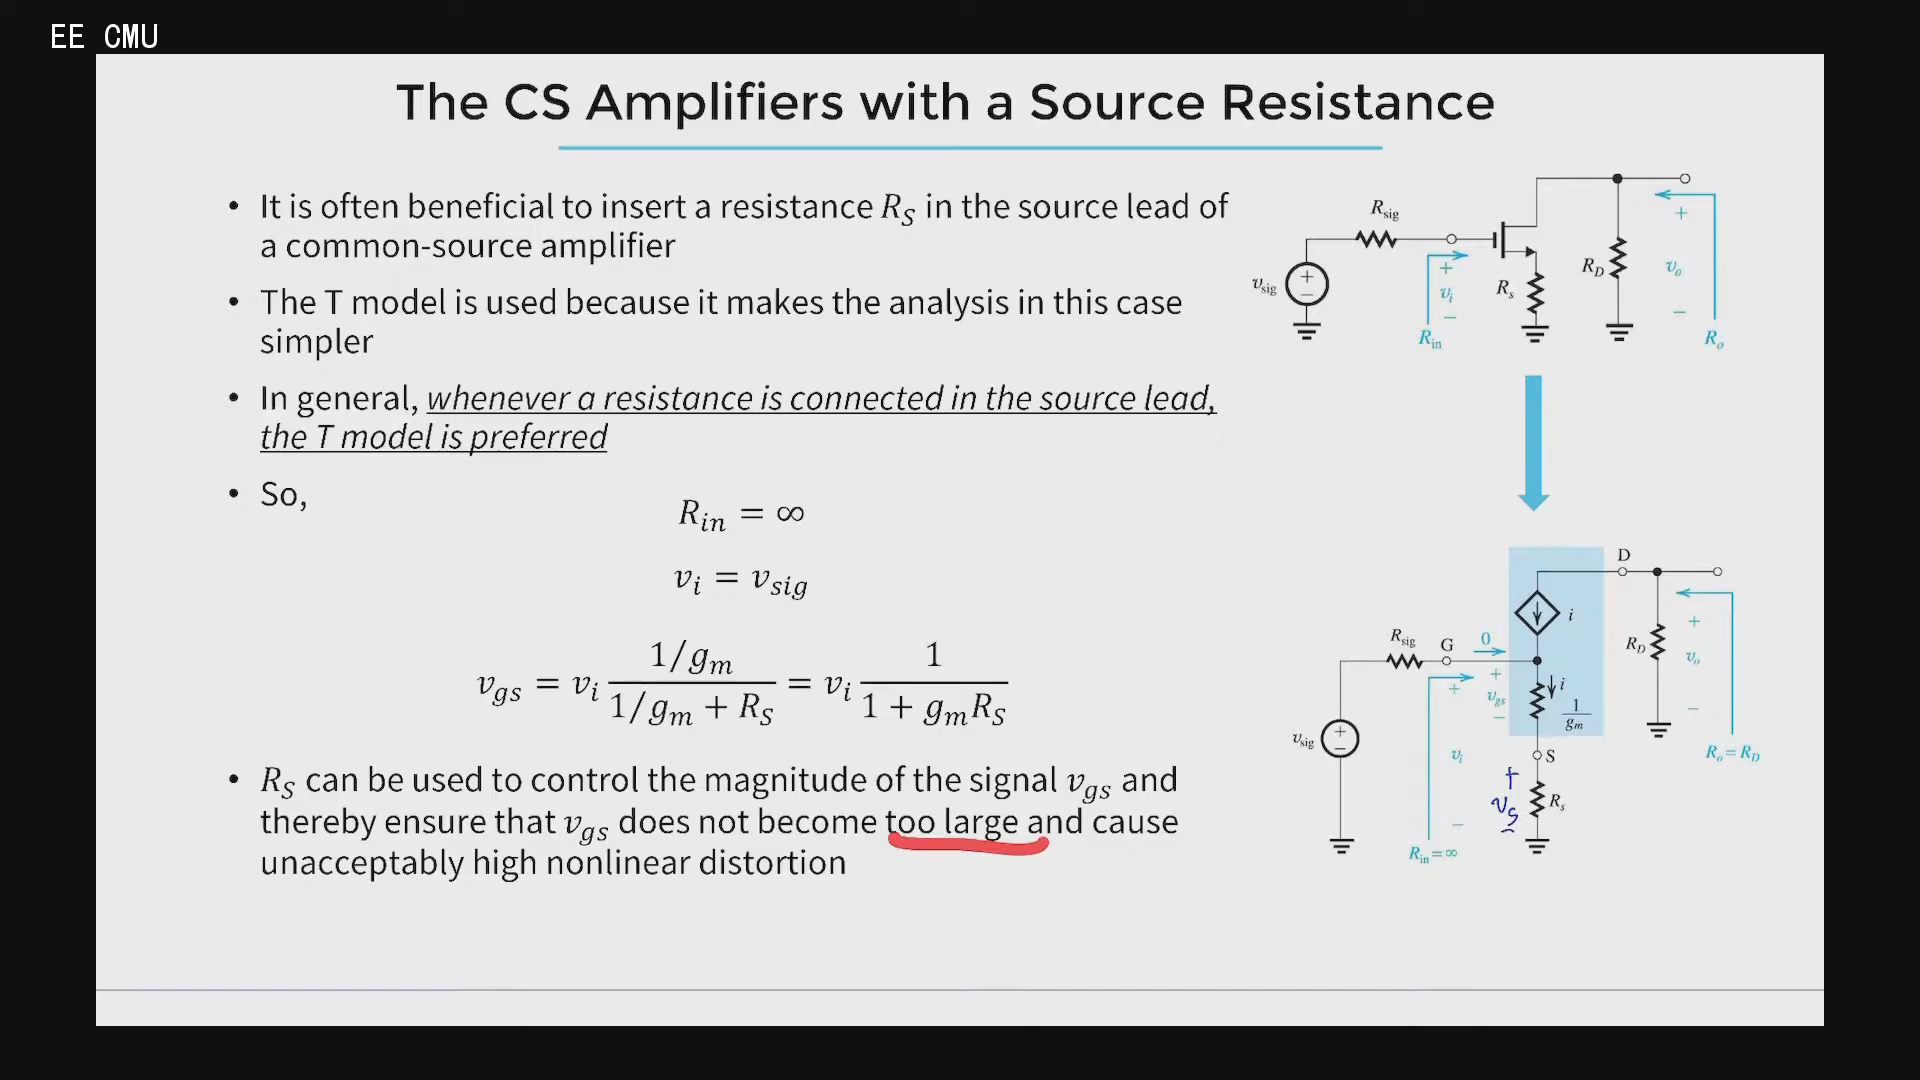 EE CMU
The CS Amplifiers with a Source Resistance
• It is often beneficial to insert a resistance R_S in the source lead of
a common-source amplifier
• The T model is used because it makes the analysis in this case
simpler
• In general, whenever a resistance is connected in the source lead,
the T model is preferred
• So,
R_in = ∞
v_i = v_sig
v_gs = v_i (1/g_m)/(1/g_m + R_S) = v_i 1/(1 + g_m R_S)
• R_S can be used to control the magnitude of the signal v_gs and
thereby ensure that v_gs does not become too large and cause
unacceptably high nonlinear distortion
R_sig
v_sig
+
−
+
v_i
−
R_in
R_s
R_D
+
v_o
−
R_o
D
i
R_sig
G
0
+
v_gs
−
i
1/g_m
R_D
+
v_o
−
R_o = R_D
v_sig
+
−
+
v_i
−
R_in = ∞
S
+
v_s
−
R_s